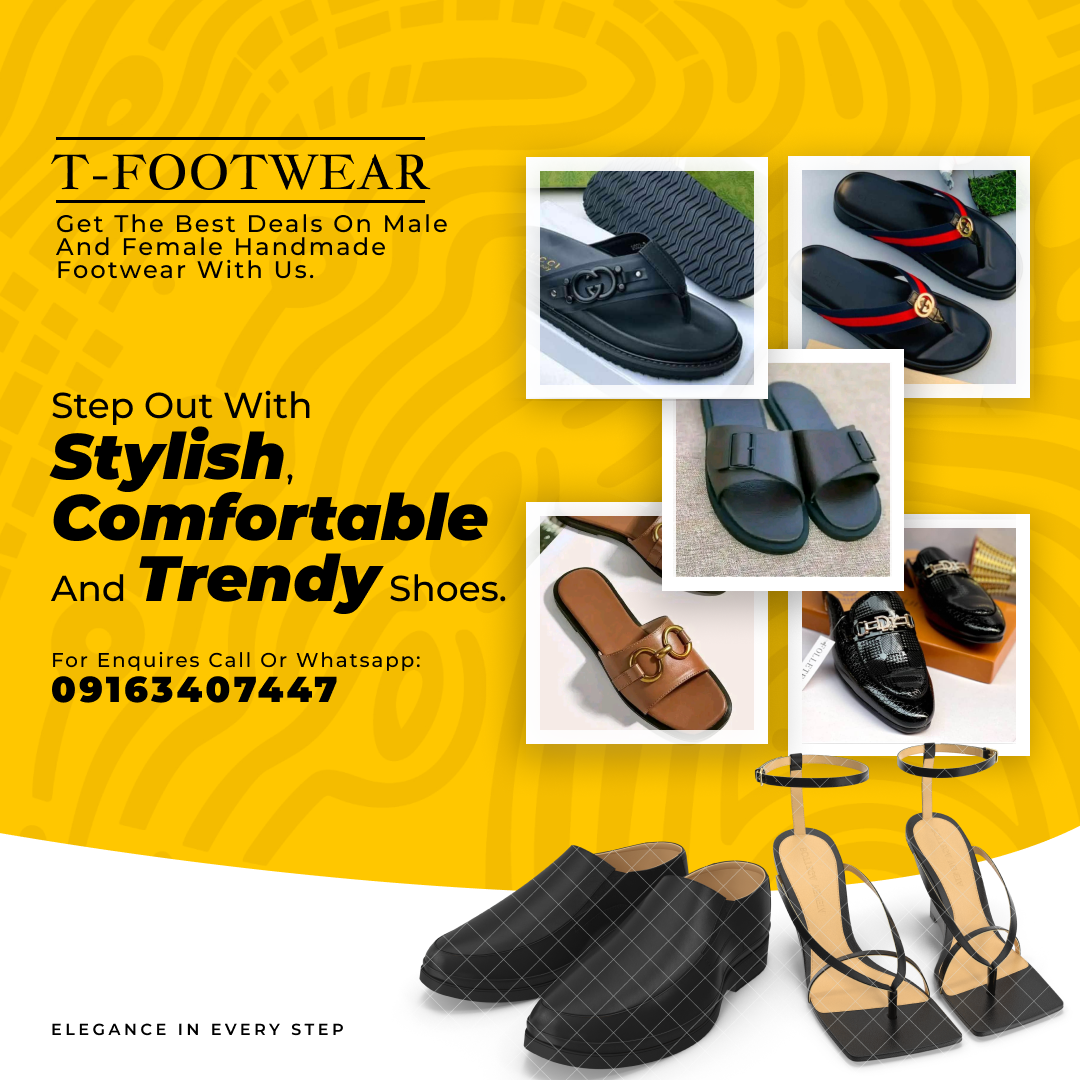 T-FOOTWEAR
Get The Best Deals On Male
And Female Handmade
Footwear With Us.
Step Out With
Stylish,
Comfortable
And Trendy Shoes.
For Enquires Call Or Whatsapp:
09163407447
ELEGANCE IN EVERY STEP